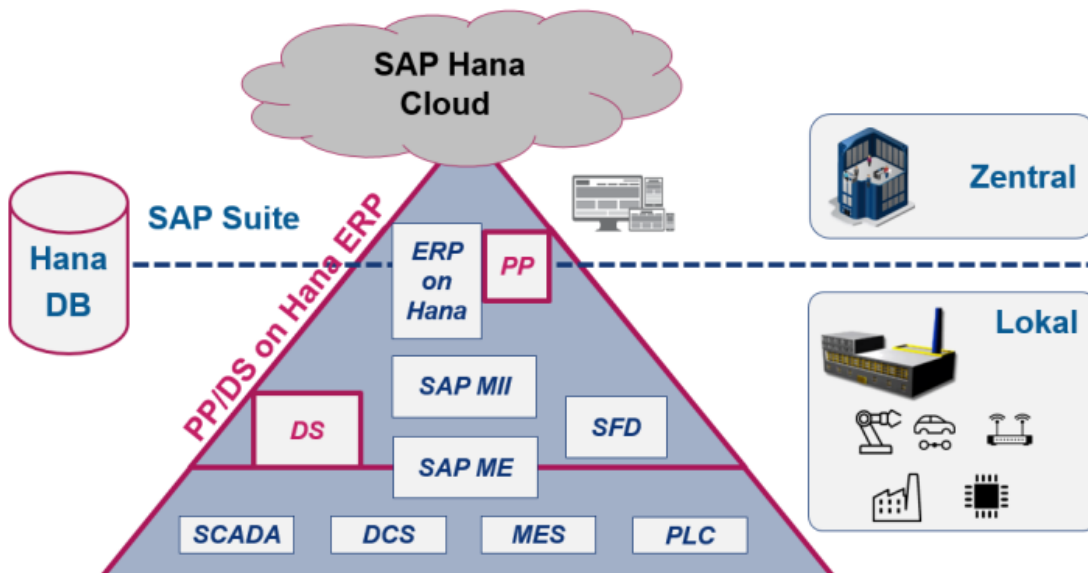 SAP Hana
Cloud
Zentral
SAP Suite
Hana
DB
PP/DS on Hana ERP
ERP
on
Hana
PP
Lokal
SAP MII
DS
SFD
SAP ME
SCADA
DCS
MES
PLC